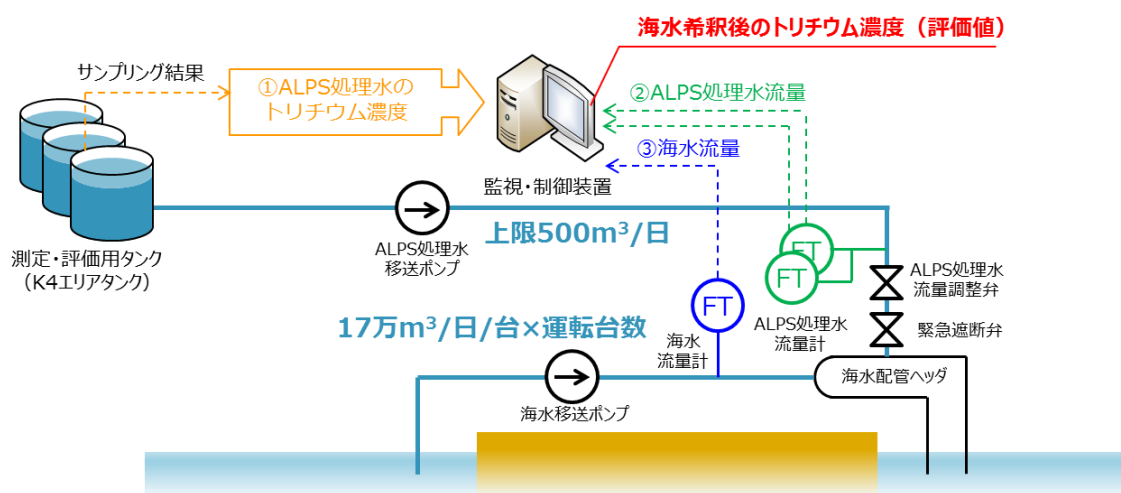 海水希釈後のトリチウム濃度（評価値）
サンプリング結果
①ALPS処理水の
トリチウム濃度
②ALPS処理水流量
③海水流量
監視・制御装置
上限500m³/日
ALPS処理水
移送ポンプ
測定・評価用タンク
（K4エリアタンク）
FT
FT
ALPS処理水
流量計
ALPS処理水
流量調整弁
緊急遮断弁
17万m³/日/台×運転台数
FT
海水
流量計
海水配管ヘッダ
海水移送ポンプ